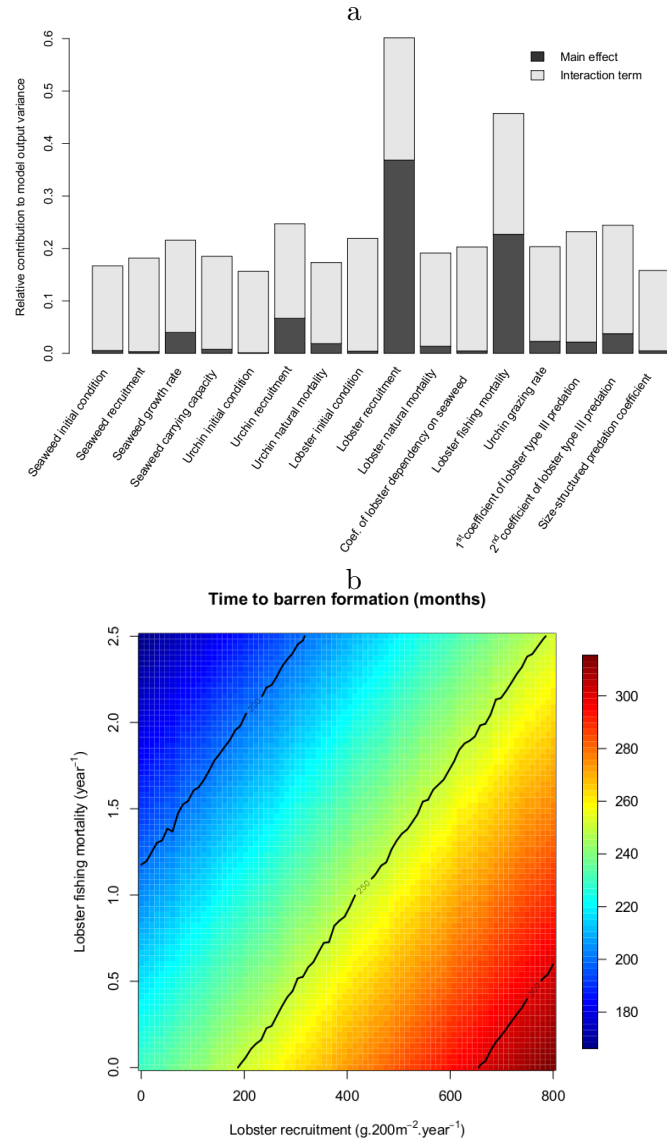 a
Relative contribution to model output variance
0.6
0.5
0.4
0.3
0.2
0.1
0.0
Main effect
Interaction term
Seaweed initial condition
Seaweed recruitment
Seaweed growth rate
Seaweed carrying capacity
Urchin initial condition
Urchin recruitment
Urchin natural mortality
Lobster initial condition
Lobster recruitment
Lobster natural mortality
Coef. of lobster dependency on seaweed
Lobster fishing mortality
Urchin grazing rate
1st coefficient of lobster type III predation
2nd coefficient of lobster type III predation
Size-structured predation coefficient
b
Time to barren formation (months)
Lobster fishing mortality (year−1)
2.5
2.0
1.5
1.0
0.5
0.0
200
250
300
280
260
240
220
200
180
0 200 400 600 800
Lobster recruitment (g.200m−2.year−1)